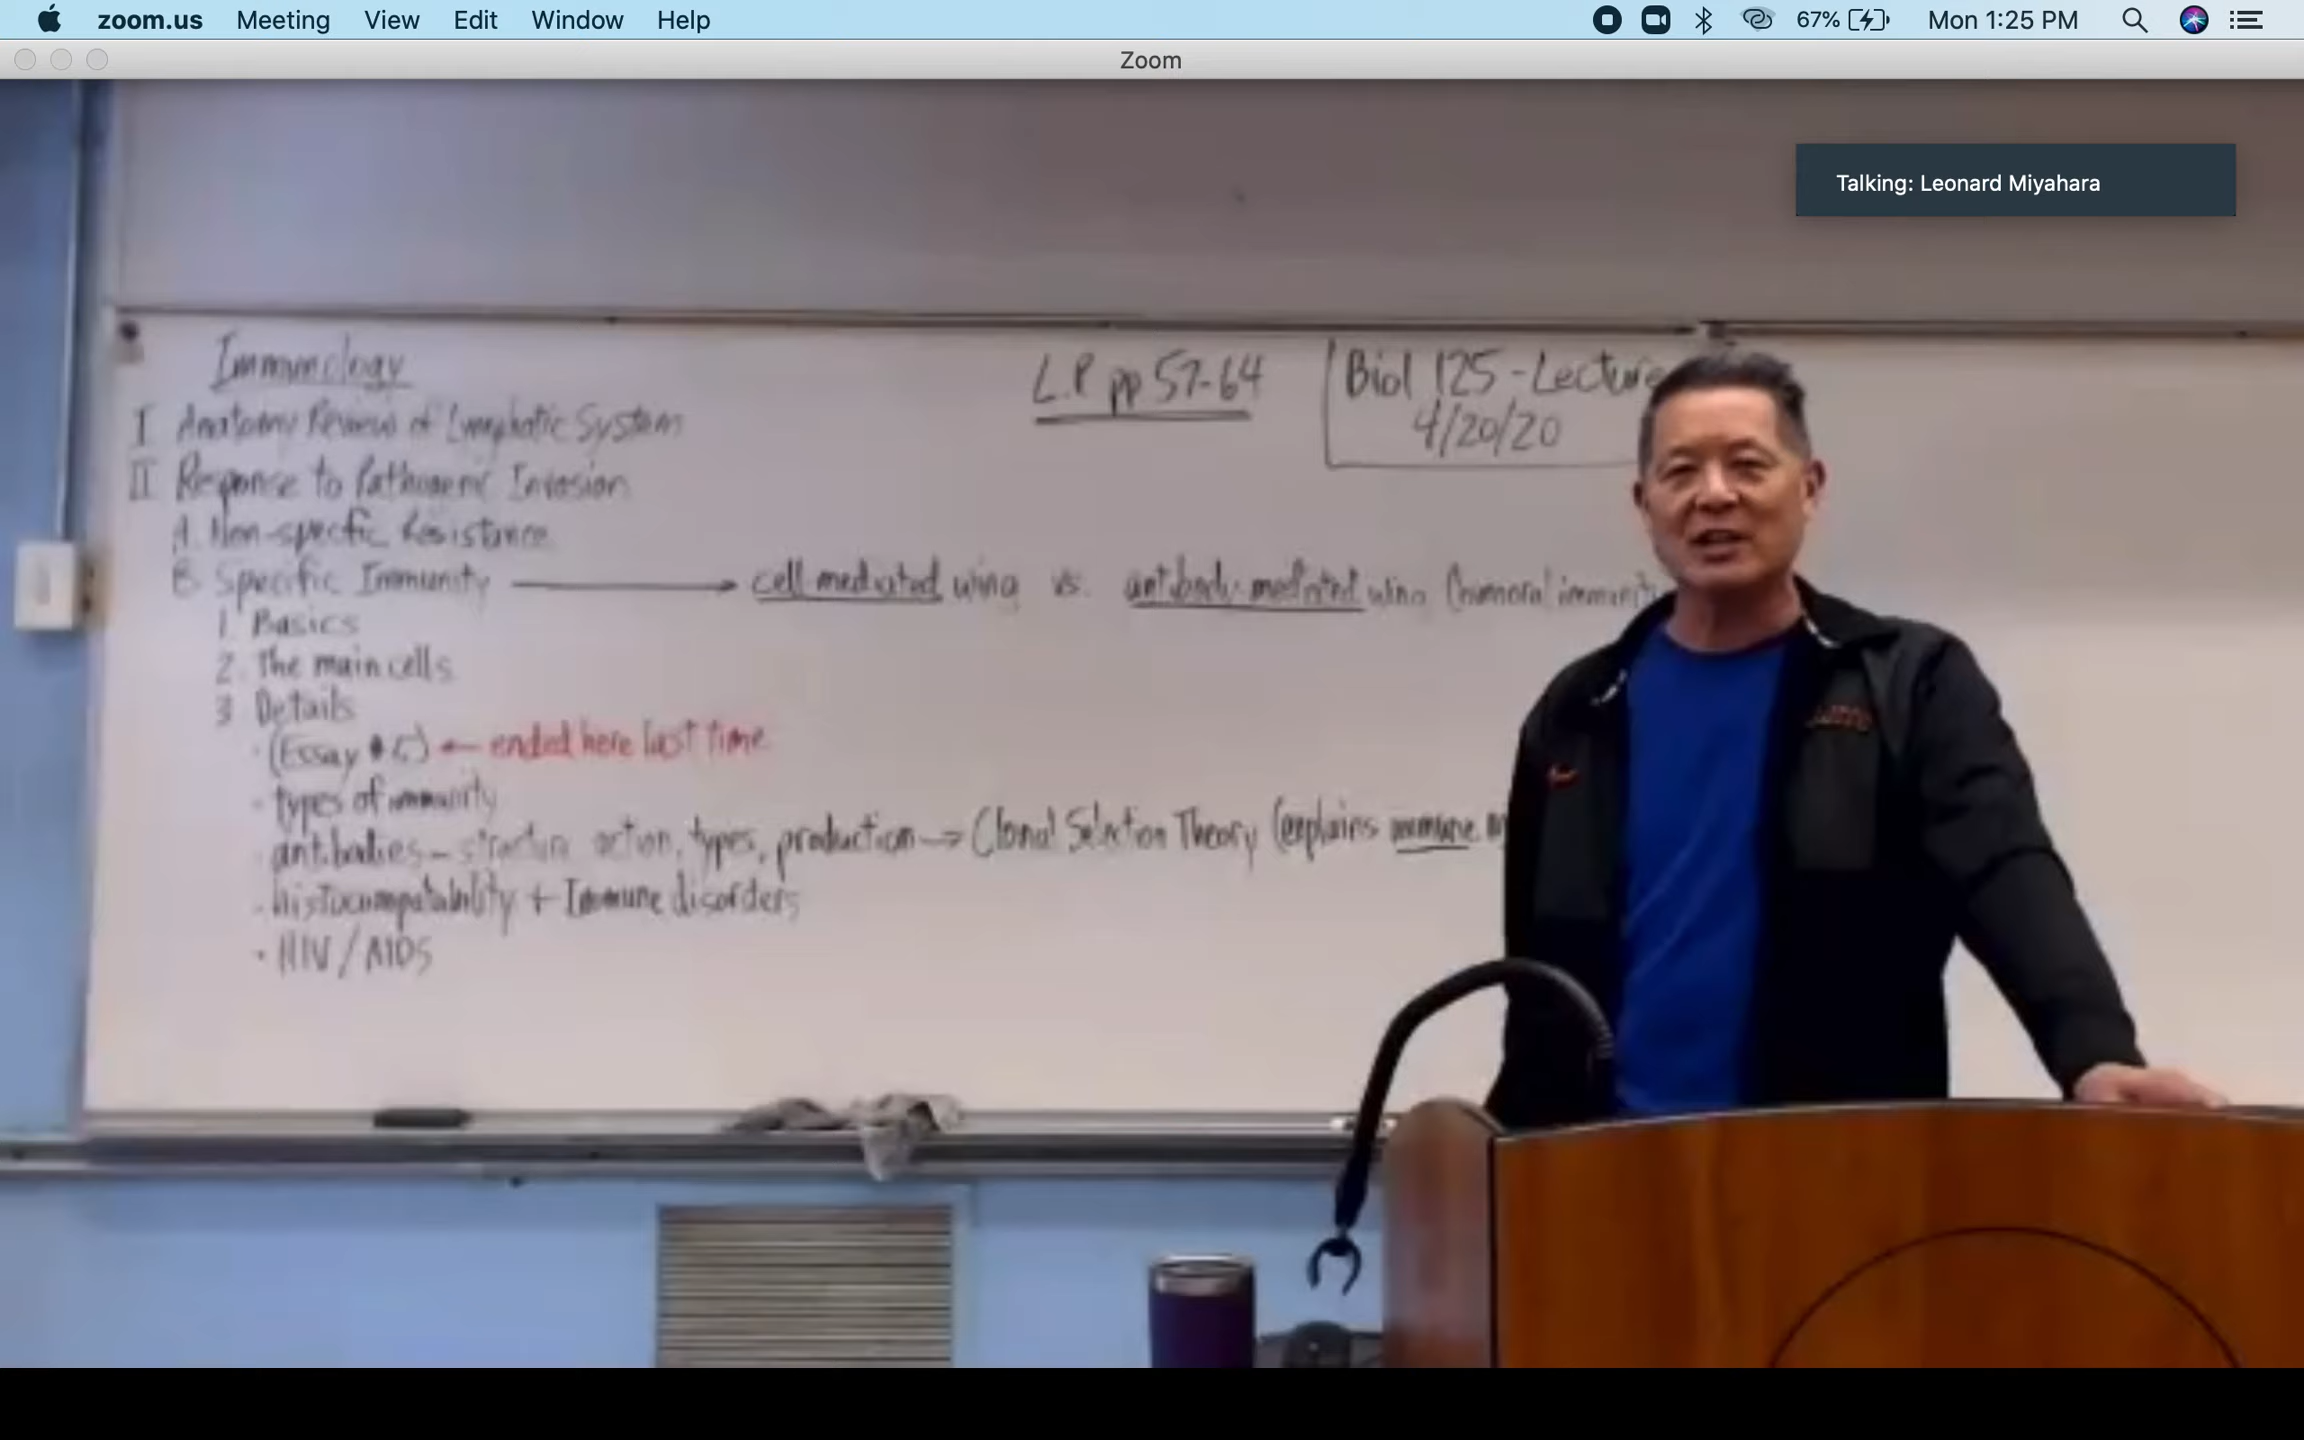 zoom.us Meeting View Edit Window Help 67% Mon 1:25 PM
Zoom
Talking: Leonard Miyahara
Immunology L.P. pp 57-64 Biol 125 - Lecture
4/20/20
I Anatomy Review of Lymphatic System
II Response to Pathogenic Invasion
A. Non-specific Resistance
B. Specific Immunity → cell-mediated wing vs. antibody-mediated wing (humoral immunity
1. Basics
2. The main cells
3. Details
· (Essay # ← ended here last time
· types of immunity
· antibodies - structure action, types, production → Clonal Selection Theory (explains immune
· histocompatability + Immune disorders
· HIV / AIDS